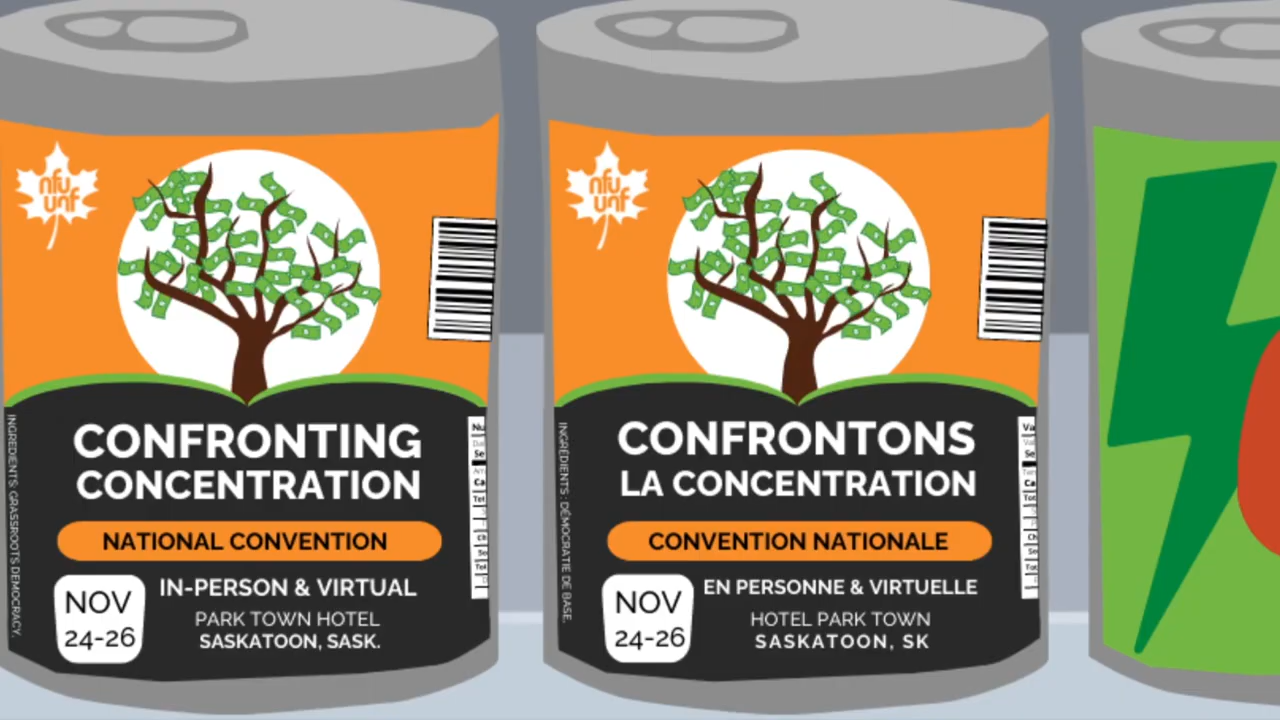 nfu
unf
CONFRONTING
CONCENTRATION
NATIONAL CONVENTION
NOV
24-26
IN-PERSON & VIRTUAL
PARK TOWN HOTEL
SASKATOON, SASK.
INGREDIENTS: GRASSROOTS DEMOCRACY.
nfu
unf
CONFRONTONS
LA CONCENTRATION
CONVENTION NATIONALE
NOV
24-26
EN PERSONNE & VIRTUELLE
HOTEL PARK TOWN
SASKATOON, SK
INGRÉDIENTS : DÉMOCRATIE DE BASE.